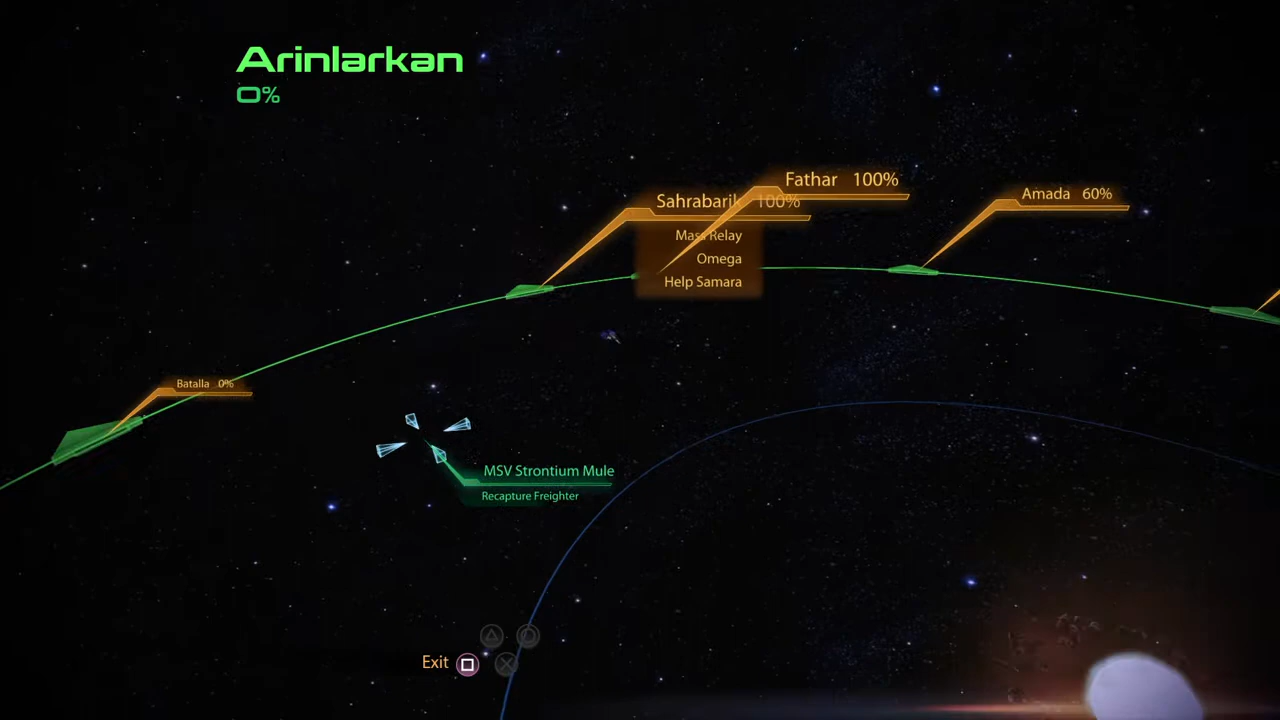 Arinlarkan
0%
Fathar 100%
Sahrabarik 100%
Mass Relay
Omega
Help Samara
Amada 60%
Batalla 0%
MSV Strontium Mule
Recapture Freighter
Exit